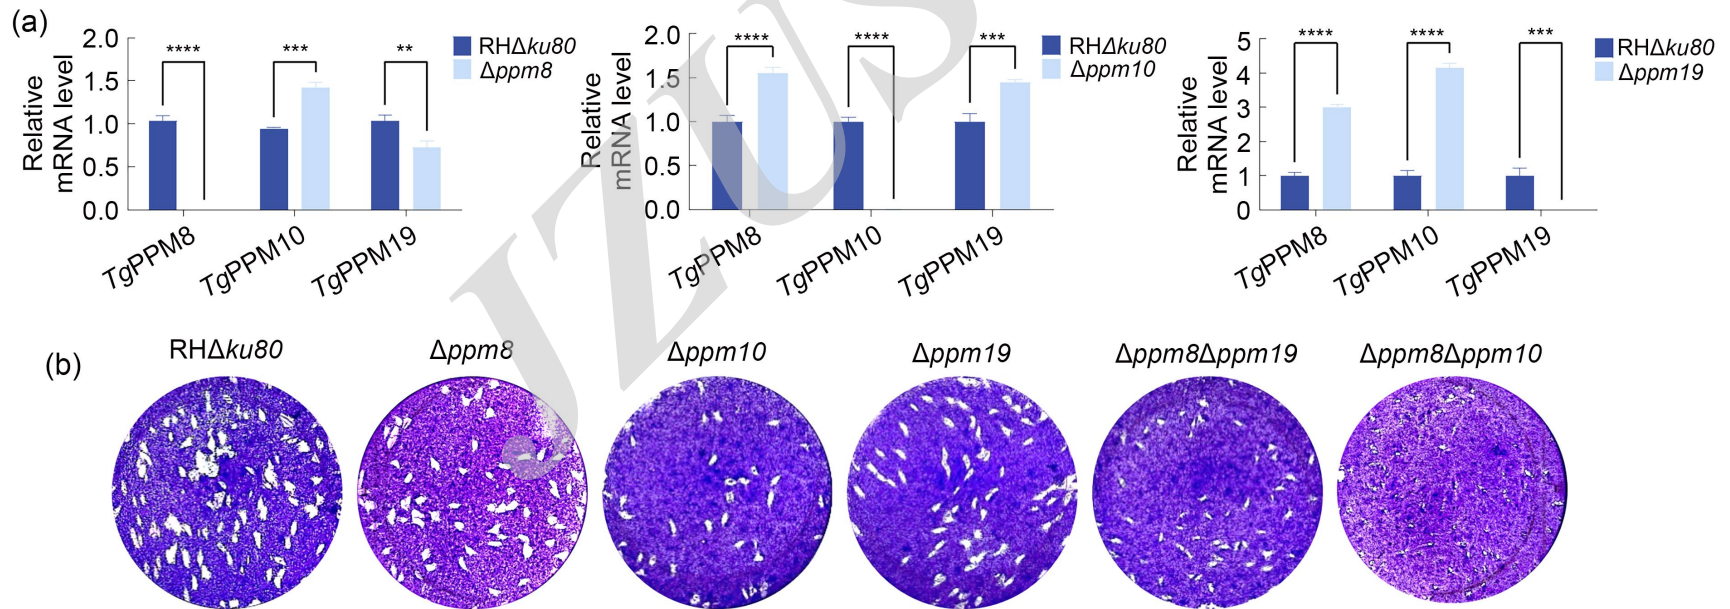 (a)
Relative
mRNA level
2.0
1.5
1.0
0.5
0.0
****
***
**
RHΔku80
Δppm8
TgPPM8
TgPPM10
TgPPM19
Relative
mRNA level
2.0
1.5
1.0
0.5
0.0
****
****
***
RHΔku80
Δppm10
TgPPM8
TgPPM10
TgPPM19
Relative
mRNA level
5
4
3
2
1
0
****
****
***
RHΔku80
Δppm19
TgPPM8
TgPPM10
TgPPM19
(b)
RHΔku80
Δppm8
Δppm10
Δppm19
Δppm8Δppm19
Δppm8Δppm10
JZUS